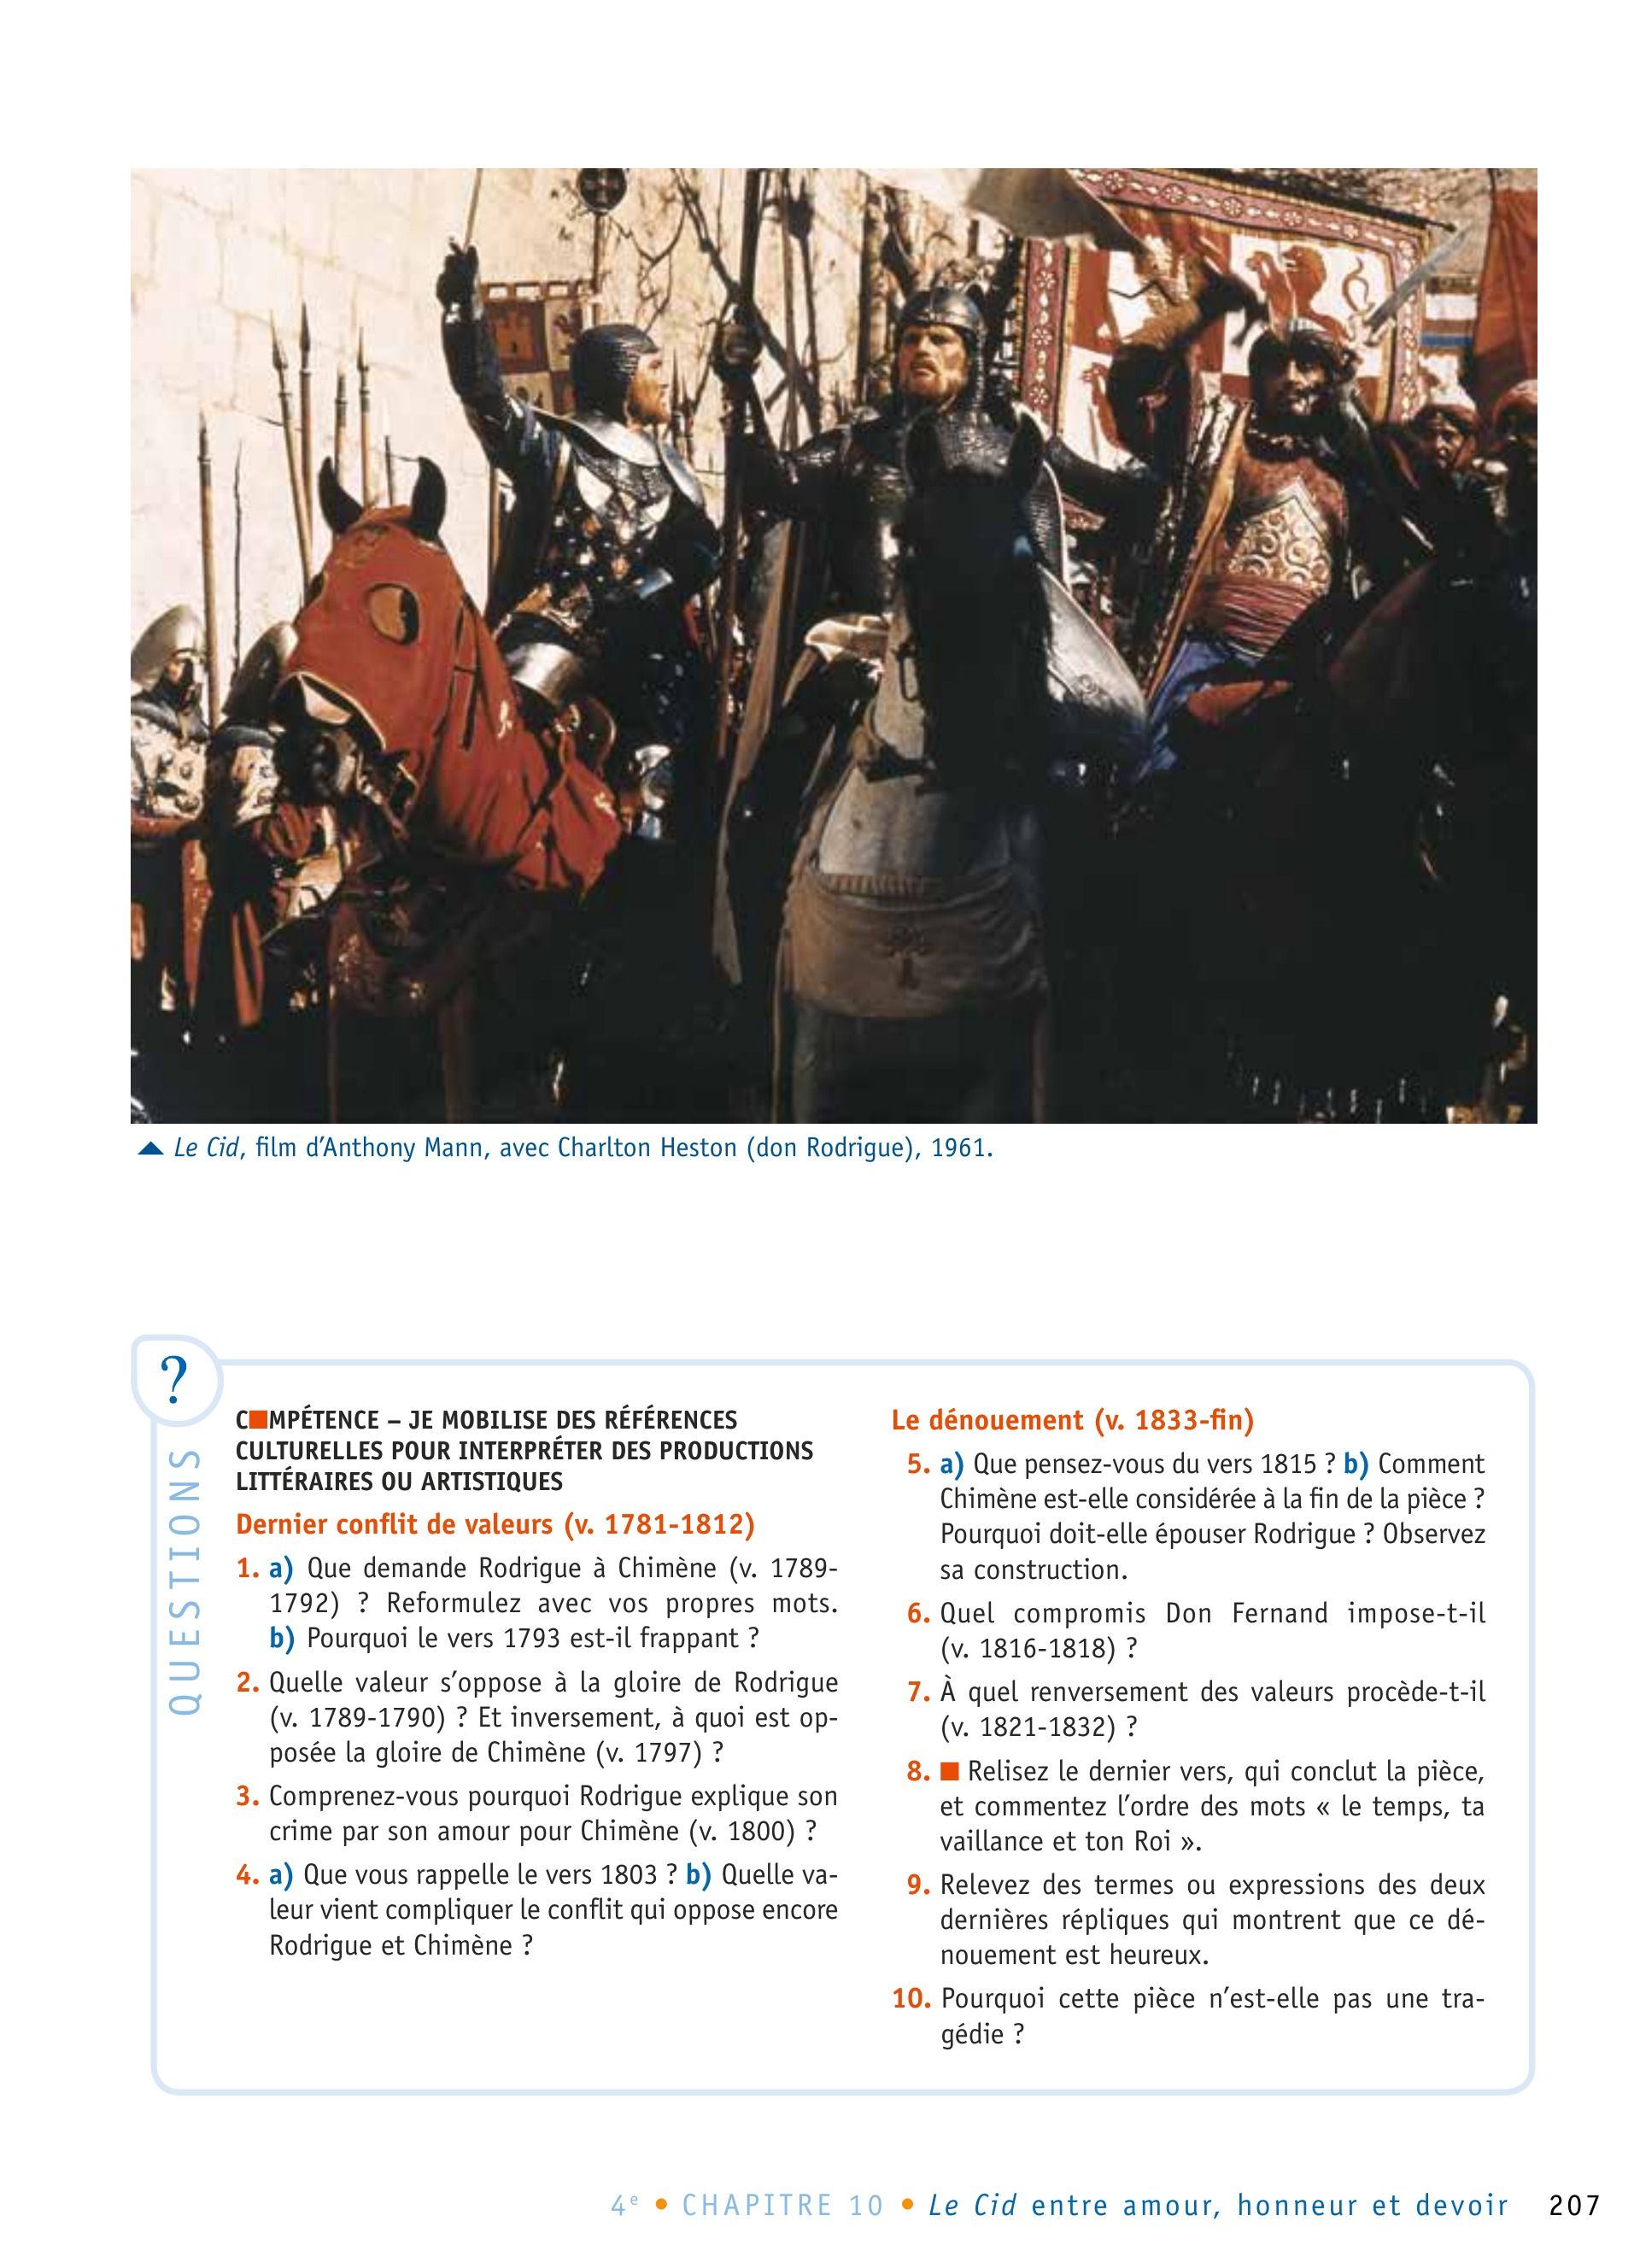 Le Cid, film d'Anthony Mann, avec Charlton Heston (don Rodrigue), 1961.
?
QUESTIONS
C■MPÉTENCE – JE MOBILISE DES RÉFÉRENCES
CULTURELLES POUR INTERPRÉTER DES PRODUCTIONS
LITTÉRAIRES OU ARTISTIQUES
Dernier conflit de valeurs (v. 1781-1812)
1. a) Que demande Rodrigue à Chimène (v. 1789-
1792) ? Reformulez avec vos propres mots.
b) Pourquoi le vers 1793 est-il frappant ?
2. Quelle valeur s'oppose à la gloire de Rodrigue
(v. 1789-1790) ? Et inversement, à quoi est op-
posée la gloire de Chimène (v. 1797) ?
3. Comprenez-vous pourquoi Rodrigue explique son
crime par son amour pour Chimène (v. 1800) ?
4. a) Que vous rappelle le vers 1803 ? b) Quelle va-
leur vient compliquer le conflit qui oppose encore
Rodrigue et Chimène ?
Le dénouement (v. 1833-fin)
5. a) Que pensez-vous du vers 1815 ? b) Comment
Chimène est-elle considérée à la fin de la pièce ?
Pourquoi doit-elle épouser Rodrigue ? Observez
sa construction.
6. Quel compromis Don Fernand impose-t-il
(v. 1816-1818) ?
7. À quel renversement des valeurs procède-t-il
(v. 1821-1832) ?
8. ■ Relisez le dernier vers, qui conclut la pièce,
et commentez l'ordre des mots « le temps, ta
vaillance et ton Roi ».
9. Relevez des termes ou expressions des deux
dernières répliques qui montrent que ce dé-
nouement est heureux.
10. Pourquoi cette pièce n'est-elle pas une tra-
gédie ?
4e • CHAPITRE 10 • Le Cid entre amour, honneur et devoir 207